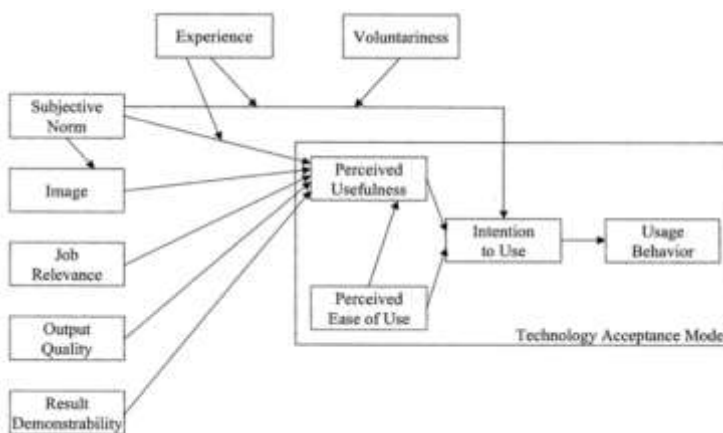 Experience
Voluntariness
Subjective
Norm
Image
Job
Relevance
Output
Quality
Result
Demonstrability
Perceived
Usefulness
Perceived
Ease of Use
Intention
to Use
Usage
Behavior
Technology Acceptance Mode